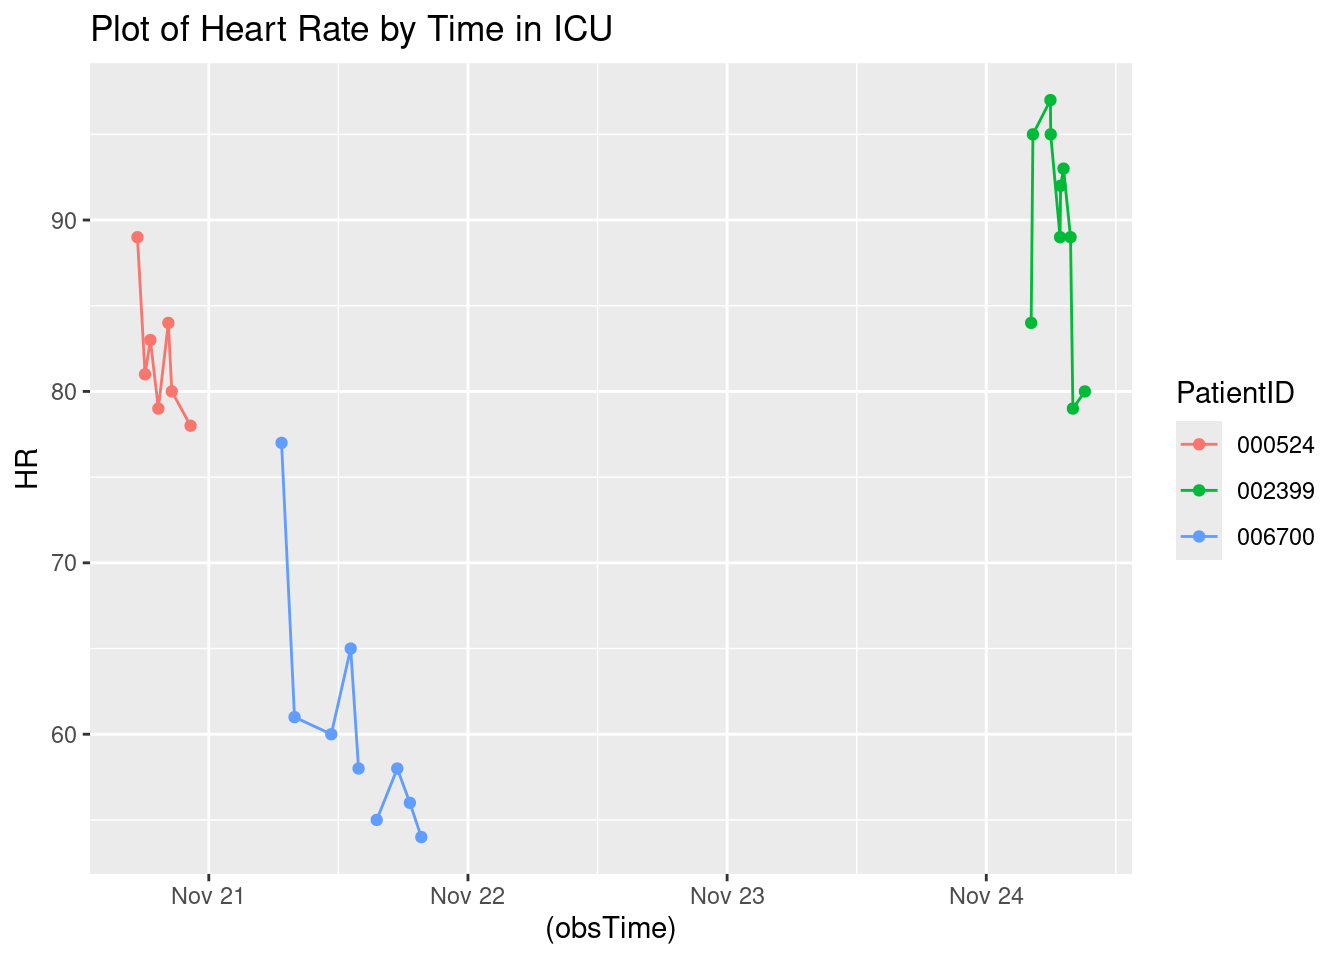 Plot of Heart Rate by Time in ICU
90
80
70
60
HR
Nov 21
Nov 22
Nov 23
Nov 24
(obsTime)
PatientID
000524
002399
006700